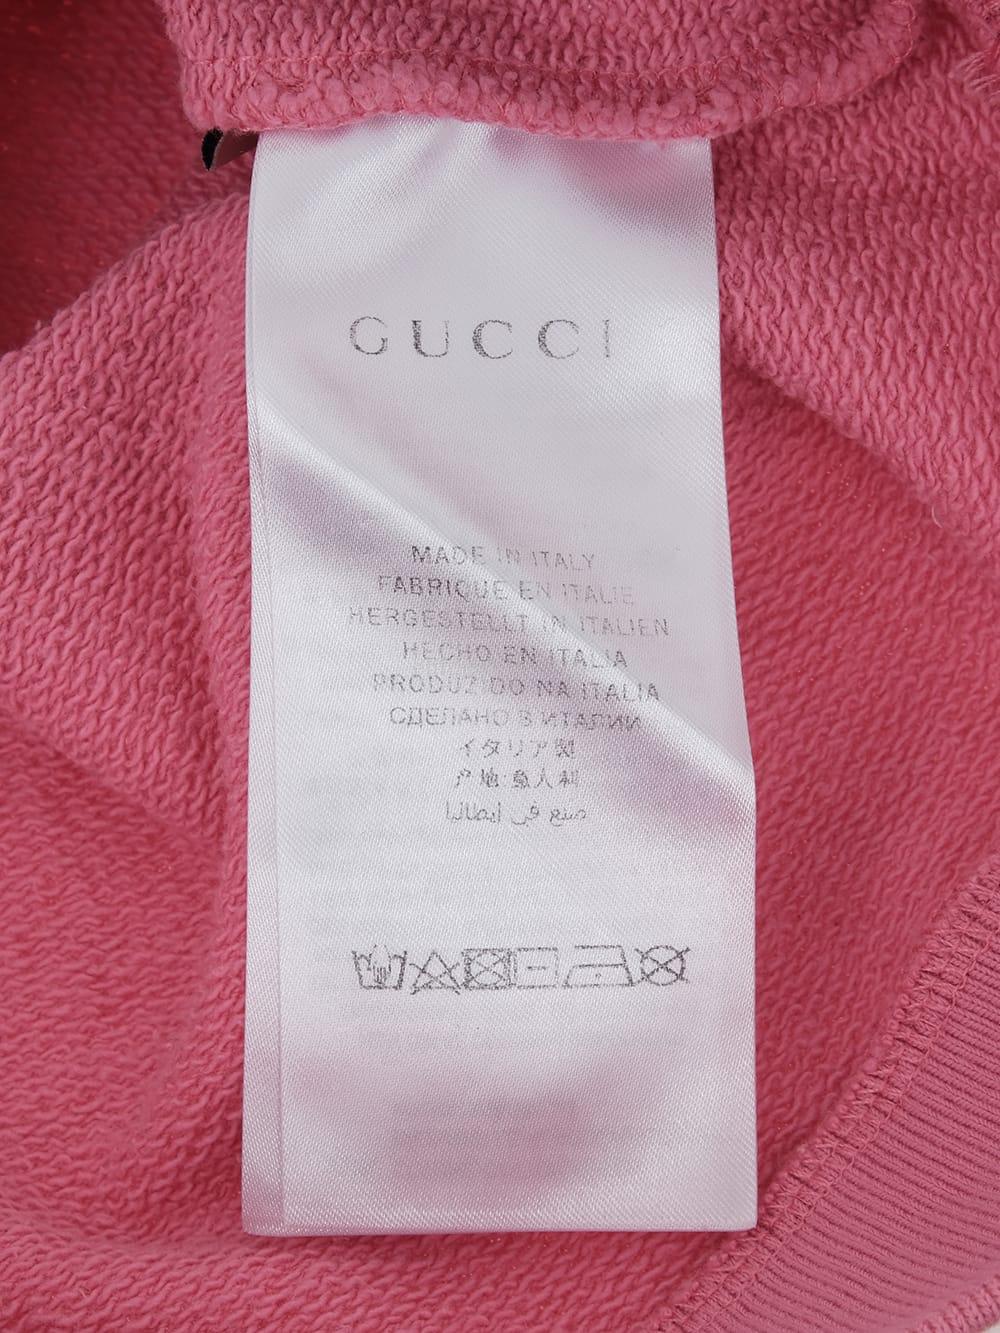 GUCCI
MADE IN ITALY
FABRIQUE EN ITALIE
HERGESTELLT IN ITALIEN
HECHO EN ITALIA
PRODUZIDO NA ITALIA
СДЕЛАНО В ИТАЛИИ
イタリア製
产地 意大利
صنع في ايطاليا